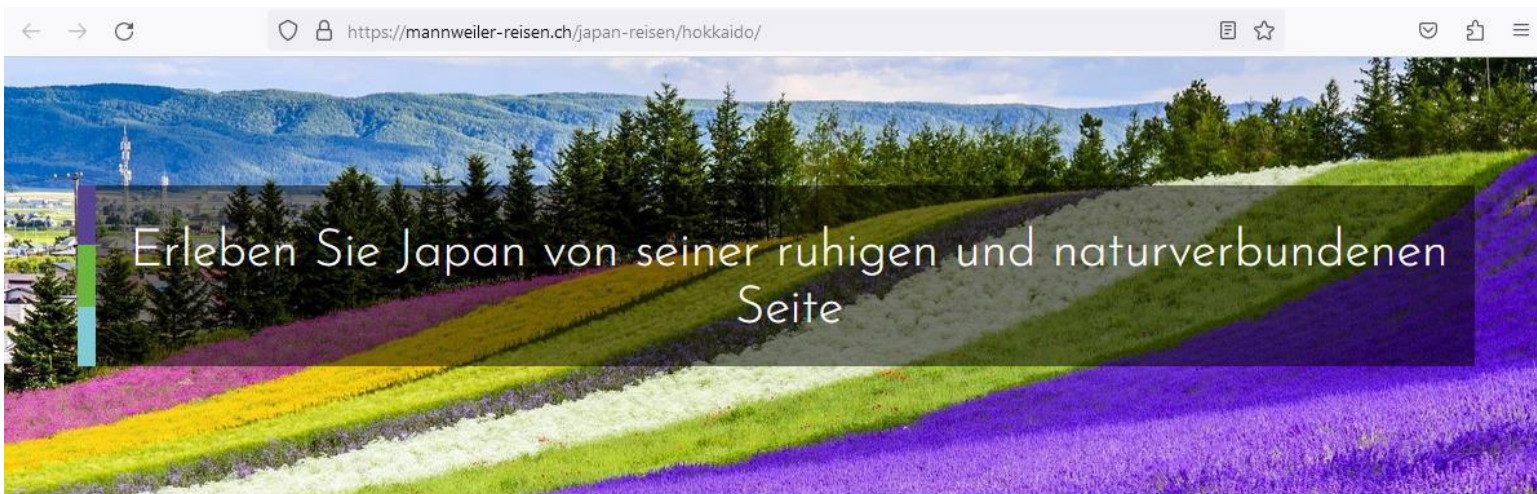 https://mannweiler-reisen.ch/japan-reisen/hokkaido/
Erleben Sie Japan von seiner ruhigen und naturverbundenen
Seite